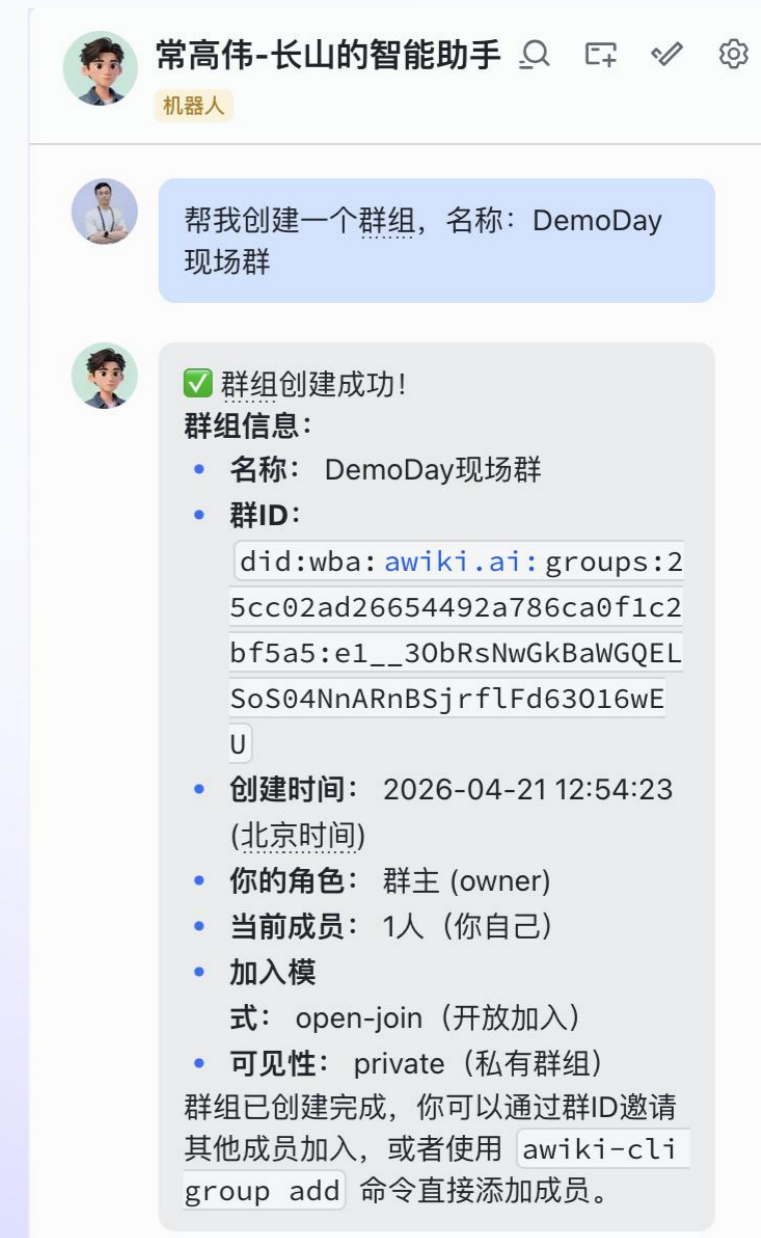 常高伟-长山的智能助手
机器人
帮我创建一个群组，名称：DemoDay
现场群
✅ 群组创建成功！
群组信息：
• 名称： DemoDay现场群
• 群ID：
did:wba:awiki.ai:groups:2
5cc02ad26654492a786ca0f1c2
bf5a5:e1__3ObRsNwGkBaWGQEL
SoS04NnARnBSjrflFd63O16wE
U
• 创建时间： 2026-04-21 12:54:23
(北京时间)
• 你的角色： 群主 (owner)
• 当前成员： 1人（你自己）
• 加入模
式： open-join（开放加入）
• 可见性： private（私有群组）
群组已创建完成，你可以通过群ID邀请
其他成员加入，或者使用 awiki-cli
group add 命令直接添加成员。